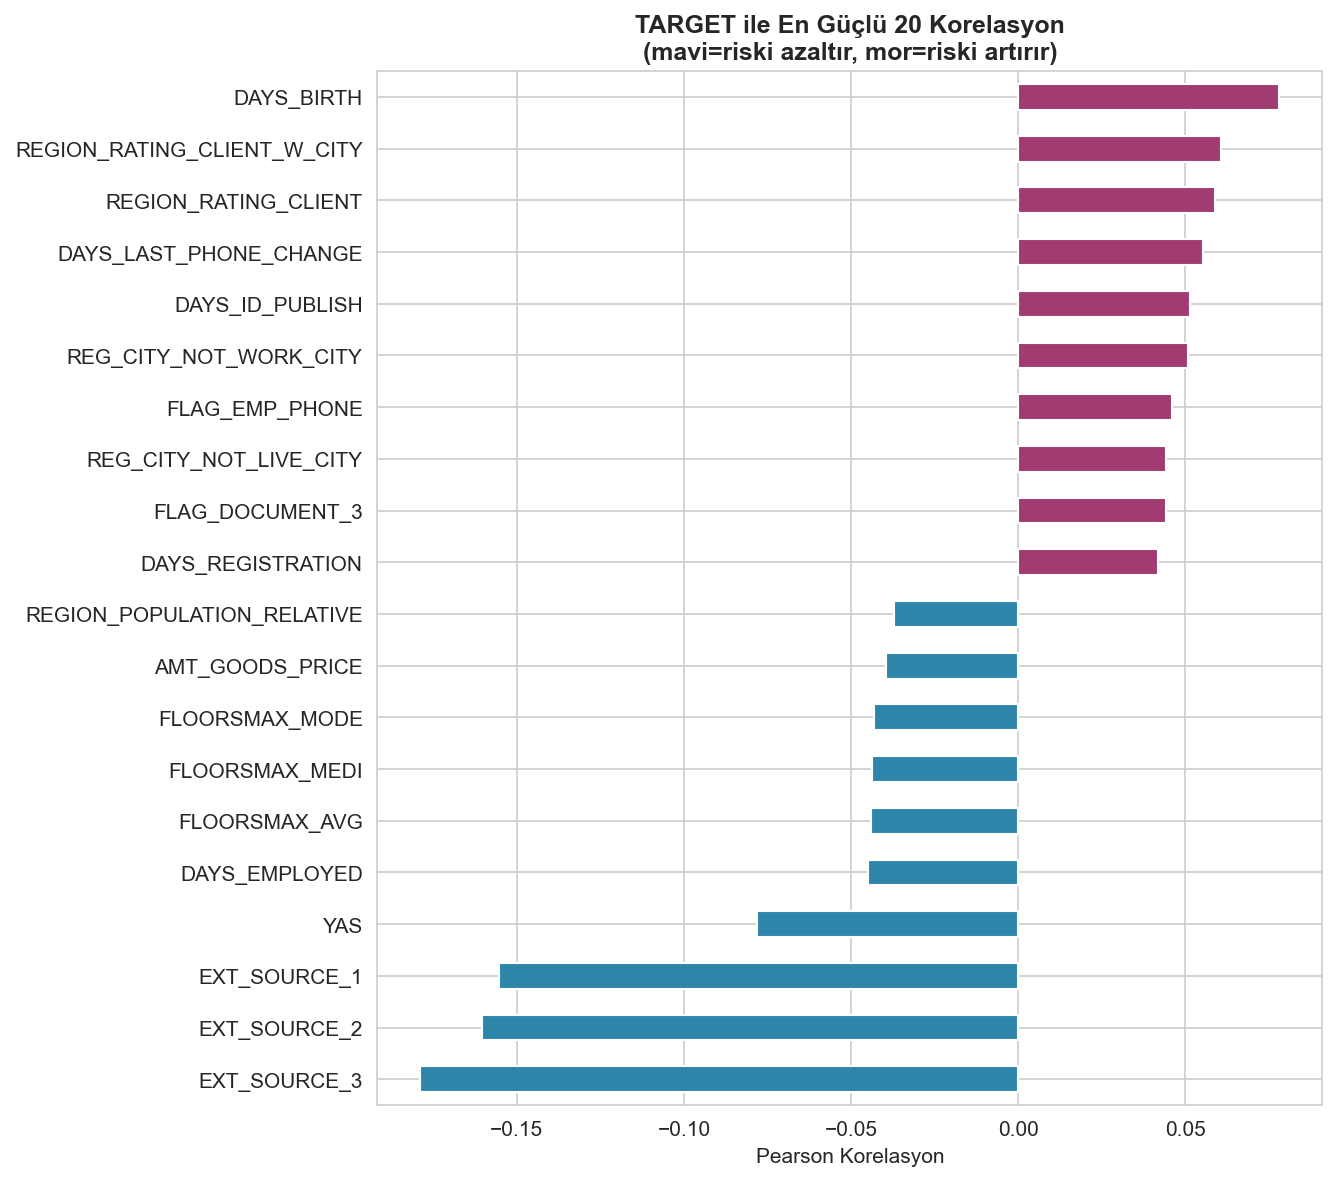 TARGET ile En Güçlü 20 Korelasyon
(mavi=riski azaltır, mor=riski artırır)
DAYS_BIRTH
REGION_RATING_CLIENT_W_CITY
REGION_RATING_CLIENT
DAYS_LAST_PHONE_CHANGE
DAYS_ID_PUBLISH
REG_CITY_NOT_WORK_CITY
FLAG_EMP_PHONE
REG_CITY_NOT_LIVE_CITY
FLAG_DOCUMENT_3
DAYS_REGISTRATION
REGION_POPULATION_RELATIVE
AMT_GOODS_PRICE
FLOORSMAX_MODE
FLOORSMAX_MEDI
FLOORSMAX_AVG
DAYS_EMPLOYED
YAS
EXT_SOURCE_1
EXT_SOURCE_2
EXT_SOURCE_3
−0.15 −0.10 −0.05 0.00 0.05
Pearson Korelasyon